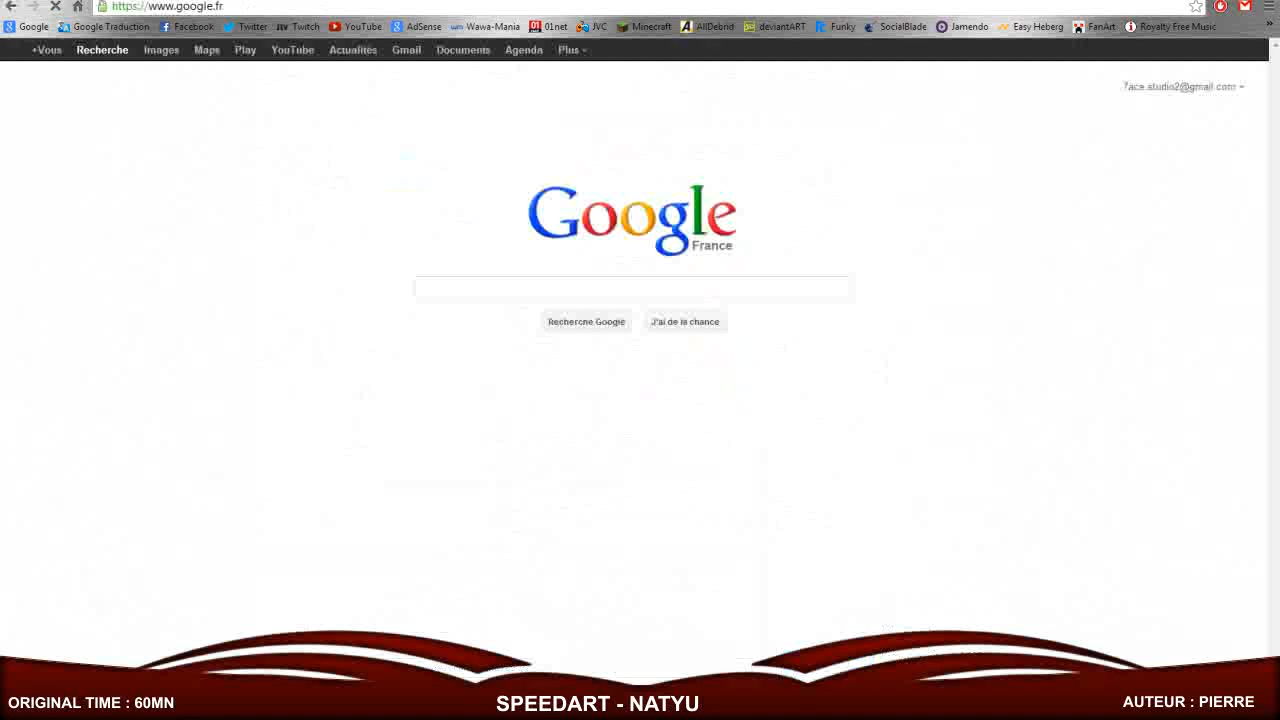 https://www.google.fr
Google Google Traduction Facebook Twitter Twitch YouTube AdSense Wawa-Mania 01net JVC Minecraft AllDebrid deviantART Funky SocialBlade Jamendo Easy Heberg FanArt Royalty Free Music
+Vous Recherche Images Maps Play YouTube Actualités Gmail Documents Agenda Plus
7ace.studio2@gmail.com
Google
France
Recherche Google J'ai de la chance
ORIGINAL TIME : 60MN SPEEDART - NATYU AUTEUR : PIERRE